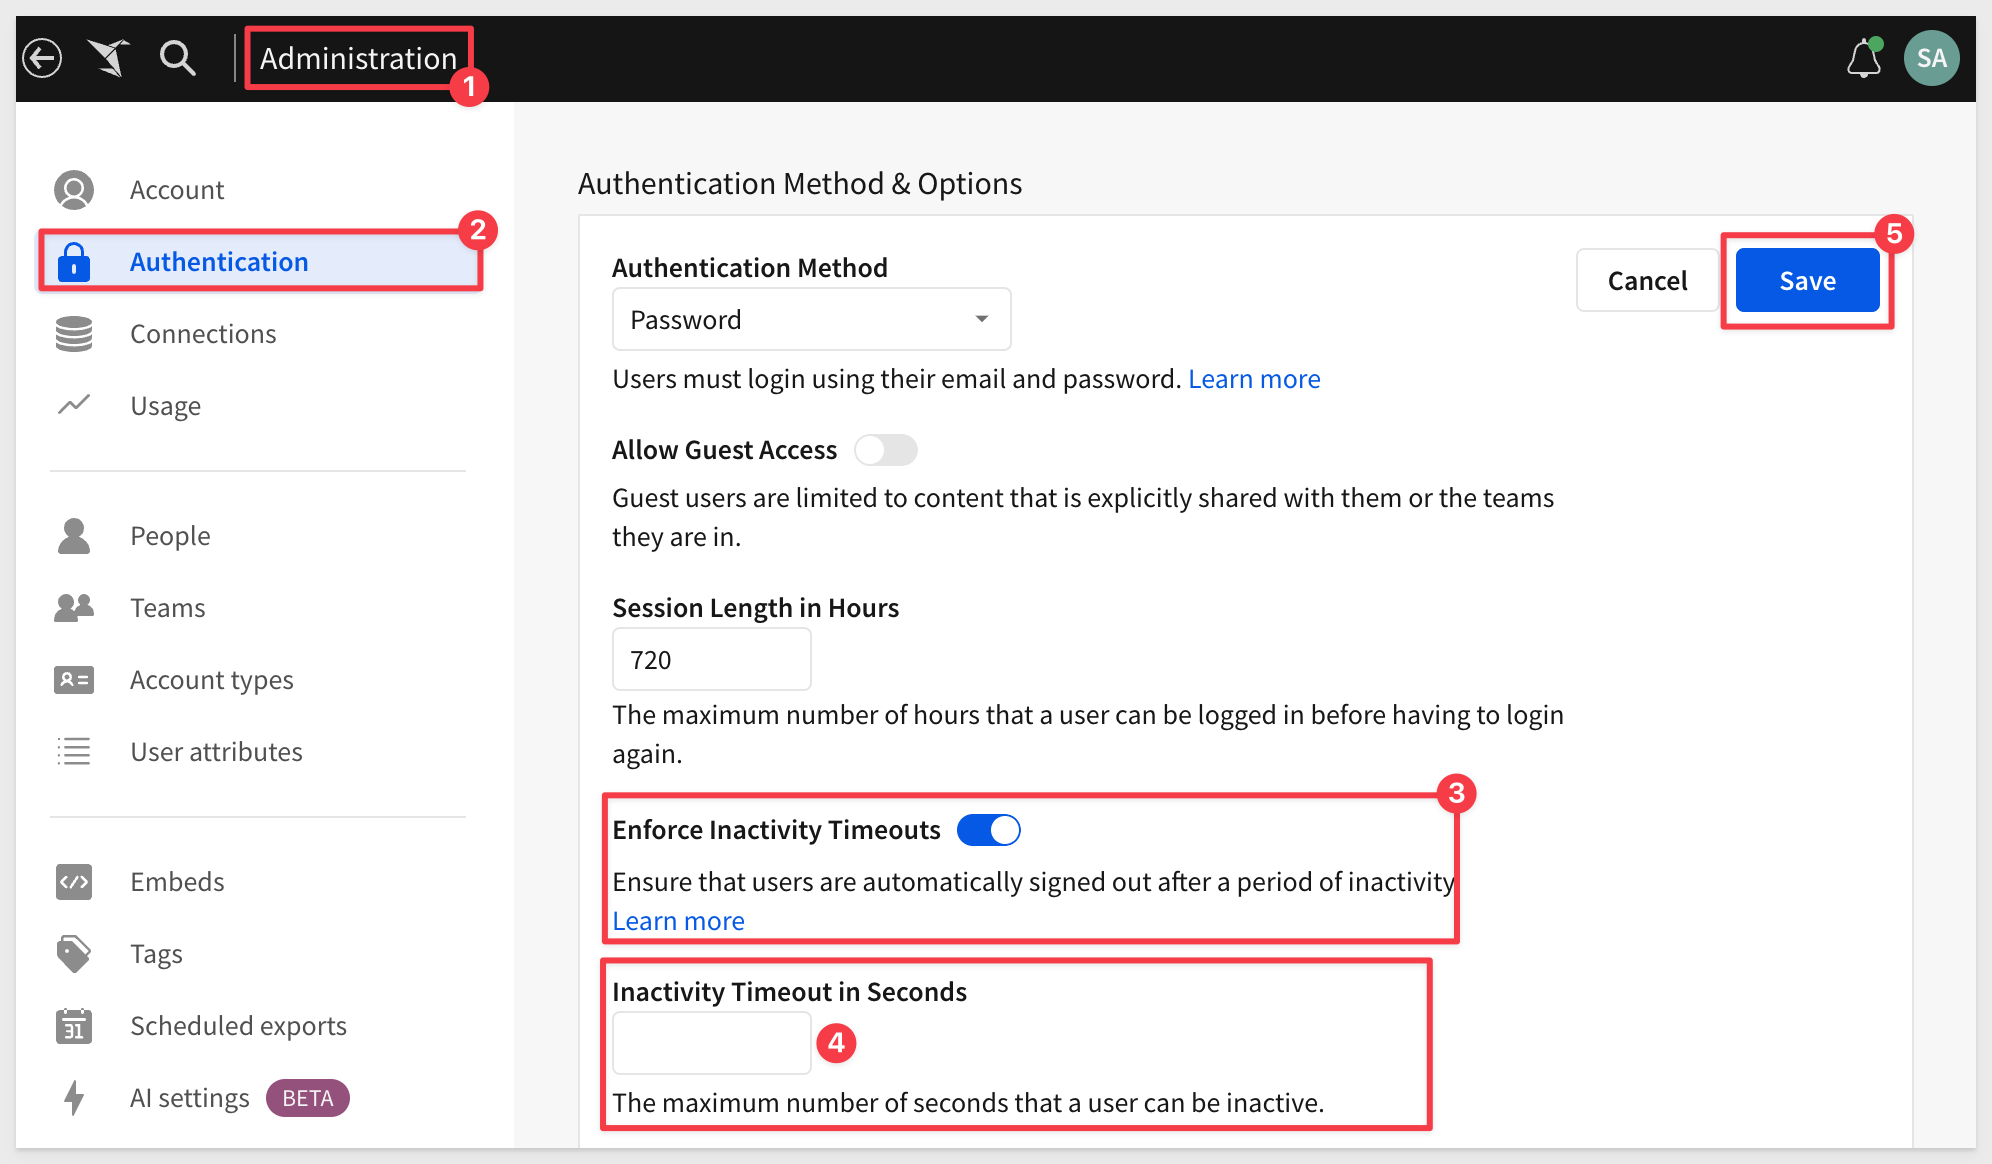 Administration
1
SA
Account
2
Authentication
Connections
Usage
People
Teams
Account types
User attributes
Embeds
Tags
31
Scheduled exports
AI settings BETA
Authentication Method & Options
5
Authentication Method
Cancel
Save
Password
Users must login using their email and password. Learn more
Allow Guest Access
Guest users are limited to content that is explicitly shared with them or the teams
they are in.
Session Length in Hours
720
The maximum number of hours that a user can be logged in before having to login
again.
3
Enforce Inactivity Timeouts
Ensure that users are automatically signed out after a period of inactivity
Learn more
Inactivity Timeout in Seconds
4
The maximum number of seconds that a user can be inactive.